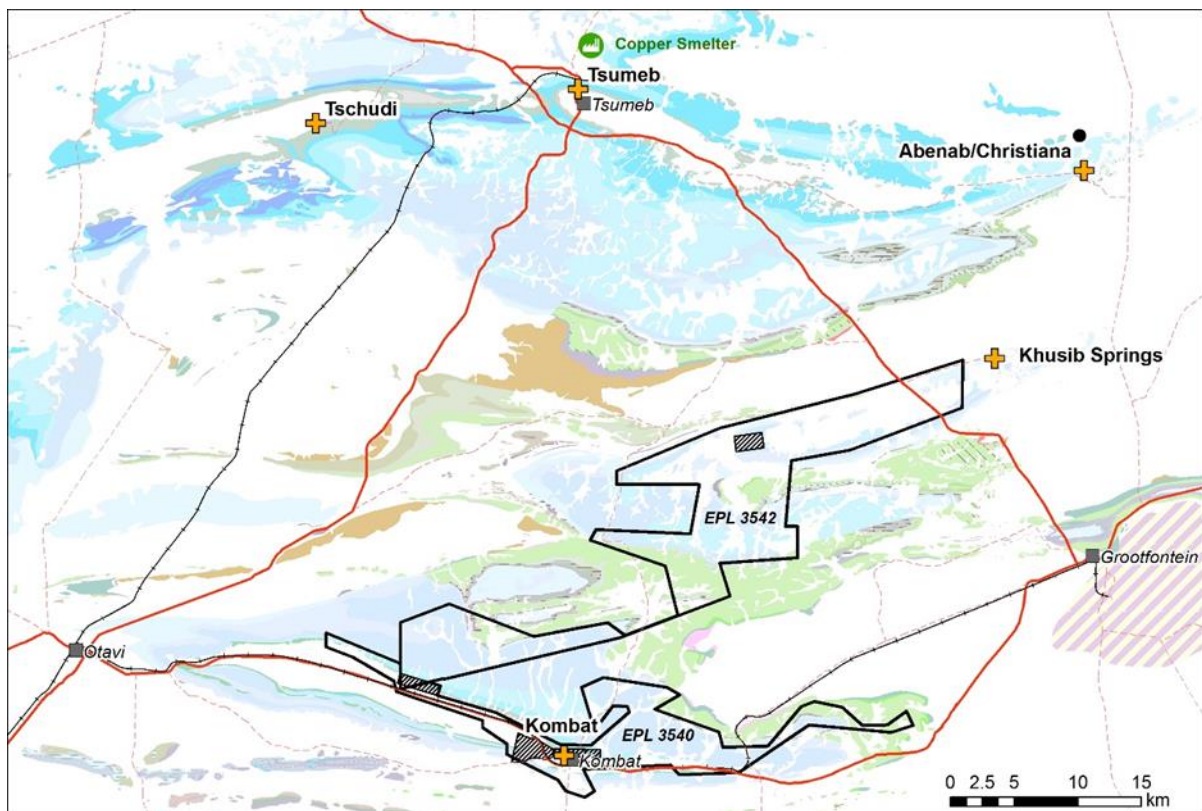 Copper Smelter
Tsumeb
Tsumeb
Tschudi
Abenab/Christiana
Khusib Springs
EPL 3542
Grootfontein
Otavi
Kombat
EPL 3540
Kombat
0 2.5 5 10 15
km